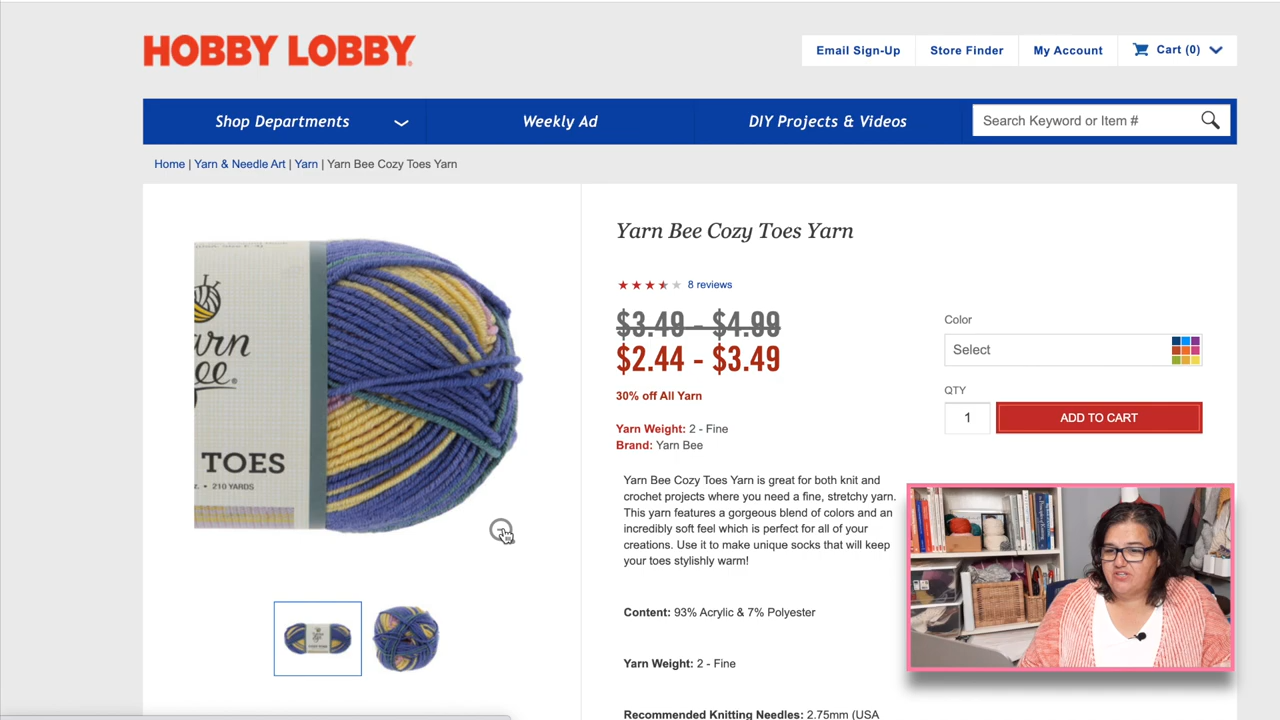 HOBBY LOBBY
Email Sign-Up
Store Finder
My Account
Cart (0)
Shop Departments
Weekly Ad
DIY Projects & Videos
Search Keyword or Item #
Home | Yarn & Needle Art | Yarn | Yarn Bee Cozy Toes Yarn
TOES
210 YARDS
Yarn Bee Cozy Toes Yarn
8 reviews
$3.49 - $4.99
$2.44 - $3.49
30% off All Yarn
Yarn Weight: 2 - Fine
Brand: Yarn Bee
Color
Select
QTY
1
ADD TO CART
Yarn Bee Cozy Toes Yarn is great for both knit and
crochet projects where you need a fine, stretchy yarn.
This yarn features a gorgeous blend of colors and an
incredibly soft feel which is perfect for all of your
creations. Use it to make unique socks that will keep
your toes stylishly warm!
Content: 93% Acrylic & 7% Polyester
Yarn Weight: 2 - Fine
Recommended Knitting Needles: 2.75mm (USA